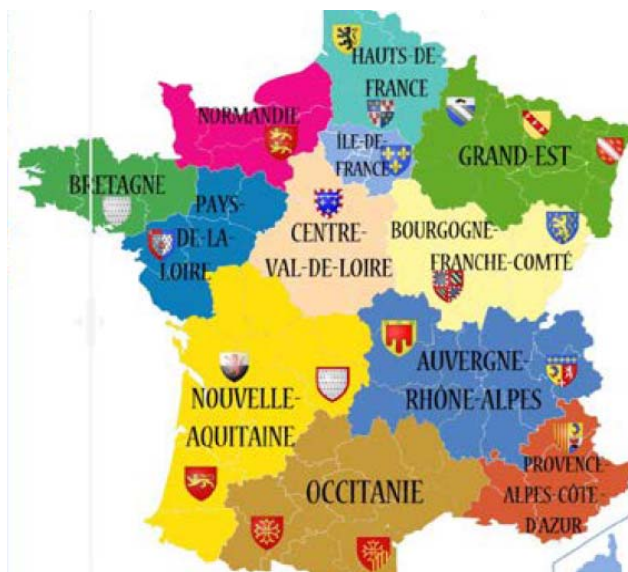 HAUTS-DE-
FRANCE
NORMANDIE
ÎLE-DE-
FRANCE
GRAND-EST
BRETAGNE
PAYS-
DE-LA-
LOIRE
CENTRE-
VAL-DE-LOIRE
BOURGOGNE-
FRANCHE-COMTÉ
NOUVELLE-
AQUITAINE
AUVERGNE-
RHÔNE-ALPES
OCCITANIE
PROVENCE-
ALPES-CÔTE-
D'AZUR